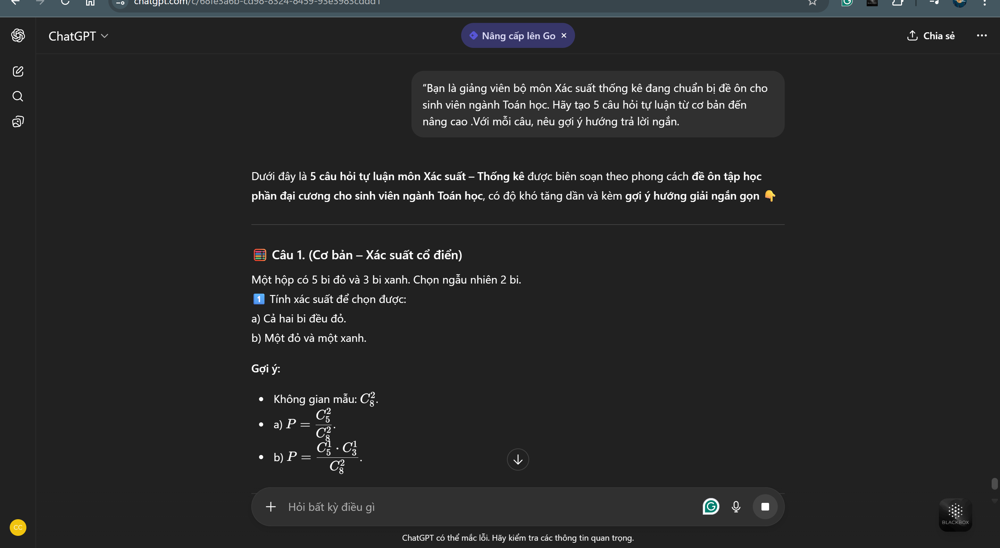 ChatGPT
Nâng cấp lên Go
Chia sẻ
“Bạn là giảng viên bộ môn Xác suất thống kê đang chuẩn bị đề ôn cho
sinh viên ngành Toán học. Hãy tạo 5 câu hỏi tự luận từ cơ bản đến
nâng cao .Với mỗi câu, nêu gợi ý hướng trả lời ngắn.
Dưới đây là 5 câu hỏi tự luận môn Xác suất – Thống kê được biên soạn theo phong cách đề ôn tập học
phần đại cương cho sinh viên ngành Toán học, có độ khó tăng dần và kèm gợi ý hướng giải ngắn gọn 👇
🧮 Câu 1. (Cơ bản – Xác suất cổ điển)
Một hộp có 5 bi đỏ và 3 bi xanh. Chọn ngẫu nhiên 2 bi.
1️⃣ Tính xác suất để chọn được:
a) Cả hai bi đều đỏ.
b) Một đỏ và một xanh.
Gợi ý:
• Không gian mẫu: $C_8^2$.
• a) $P = \frac{C_5^2}{C_8^2}$.
• b) $P = \frac{C_5^1 \cdot C_3^1}{C_8^2}$.
Hỏi bất kỳ điều gì
CC
BLACKBOX
ChatGPT có thể mắc lỗi. Hãy kiểm tra các thông tin quan trọng.